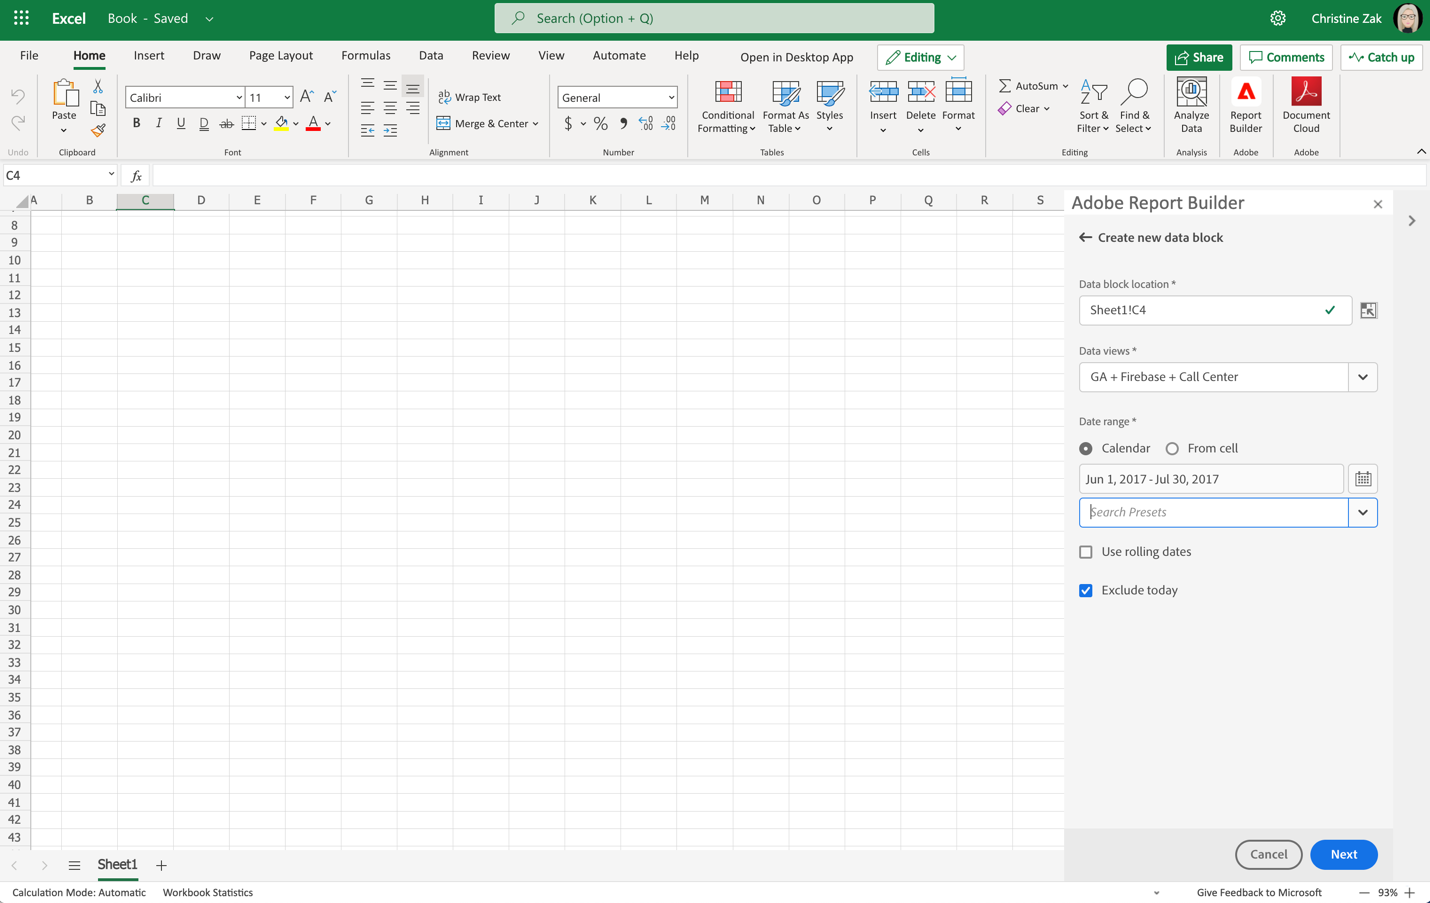 Excel
Book - Saved
Search (Option + Q)
Christine Zak
File Home Insert Draw Page Layout Formulas Data Review View Automate Help Open in Desktop App Editing Share Comments Catch up
Paste
Calibri 11
B I U D ab A
Wrap Text
Merge & Center
General
$ % 9 .00 .00
Conditional Formatting
Format As Table
Styles
Insert Delete Format
AutoSum
Clear
Sort & Filter
Find & Select
Analyze Data
Report Builder
Document Cloud
Undo Clipboard Font Alignment Number Tables Cells Editing Analysis Adobe Adobe
C4 fx
A B C D E F G H I J K L M N O P Q R S
8
9
10
11
12
13
14
15
16
17
18
19
20
21
22
23
24
25
26
27
28
29
30
31
32
33
34
35
36
37
38
39
40
41
42
43
Adobe Report Builder
Create new data block
Data block location *
Sheet1!C4
Data views *
GA + Firebase + Call Center
Date range *
Calendar From cell
Jun 1, 2017 - Jul 30, 2017
Search Presets
Use rolling dates
Exclude today
Cancel Next
Sheet1
Calculation Mode: Automatic Workbook Statistics Give Feedback to Microsoft 93%